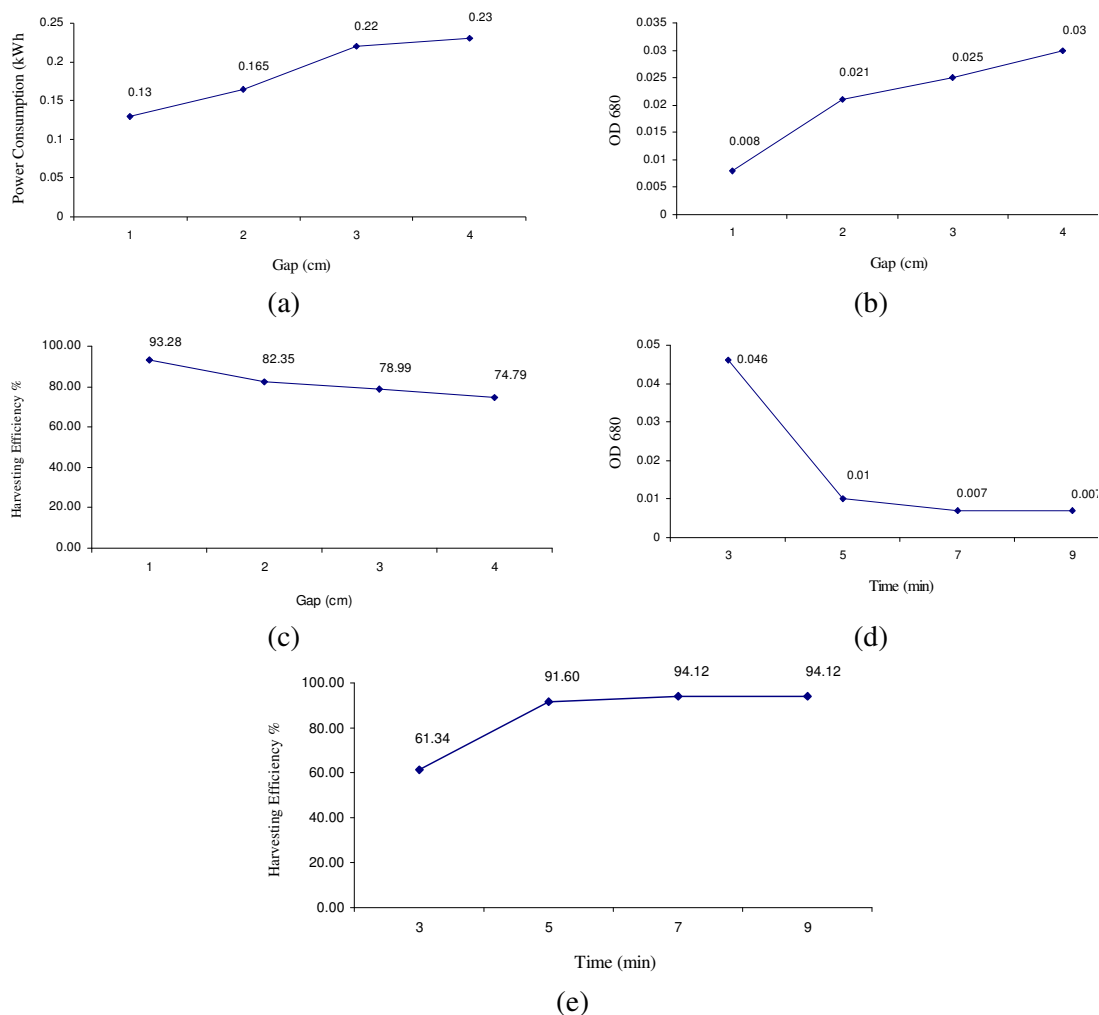 Power Consumption (kWh
0.25
0.2
0.15
0.1
0.05
0
0.13
0.165
0.22
0.23
1 2 3 4
Gap (cm)
(a)
OD 680
0.035
0.03
0.025
0.02
0.015
0.01
0.005
0
0.008
0.021
0.025
0.03
1 2 3 4
Gap (cm)
(b)
Harvesting Efficiency %
100.00
80.00
60.00
40.00
20.00
0.00
93.28
82.35
78.99
74.79
1 2 3 4
Gap (cm)
(c)
OD 680
0.05
0.04
0.03
0.02
0.01
0
0.046
0.01
0.007
0.007
3 5 7 9
Time (min)
(d)
Harvesting Efficiency %
100.00
80.00
60.00
40.00
20.00
0.00
61.34
91.60
94.12
94.12
3 5 7 9
Time (min)
(e)